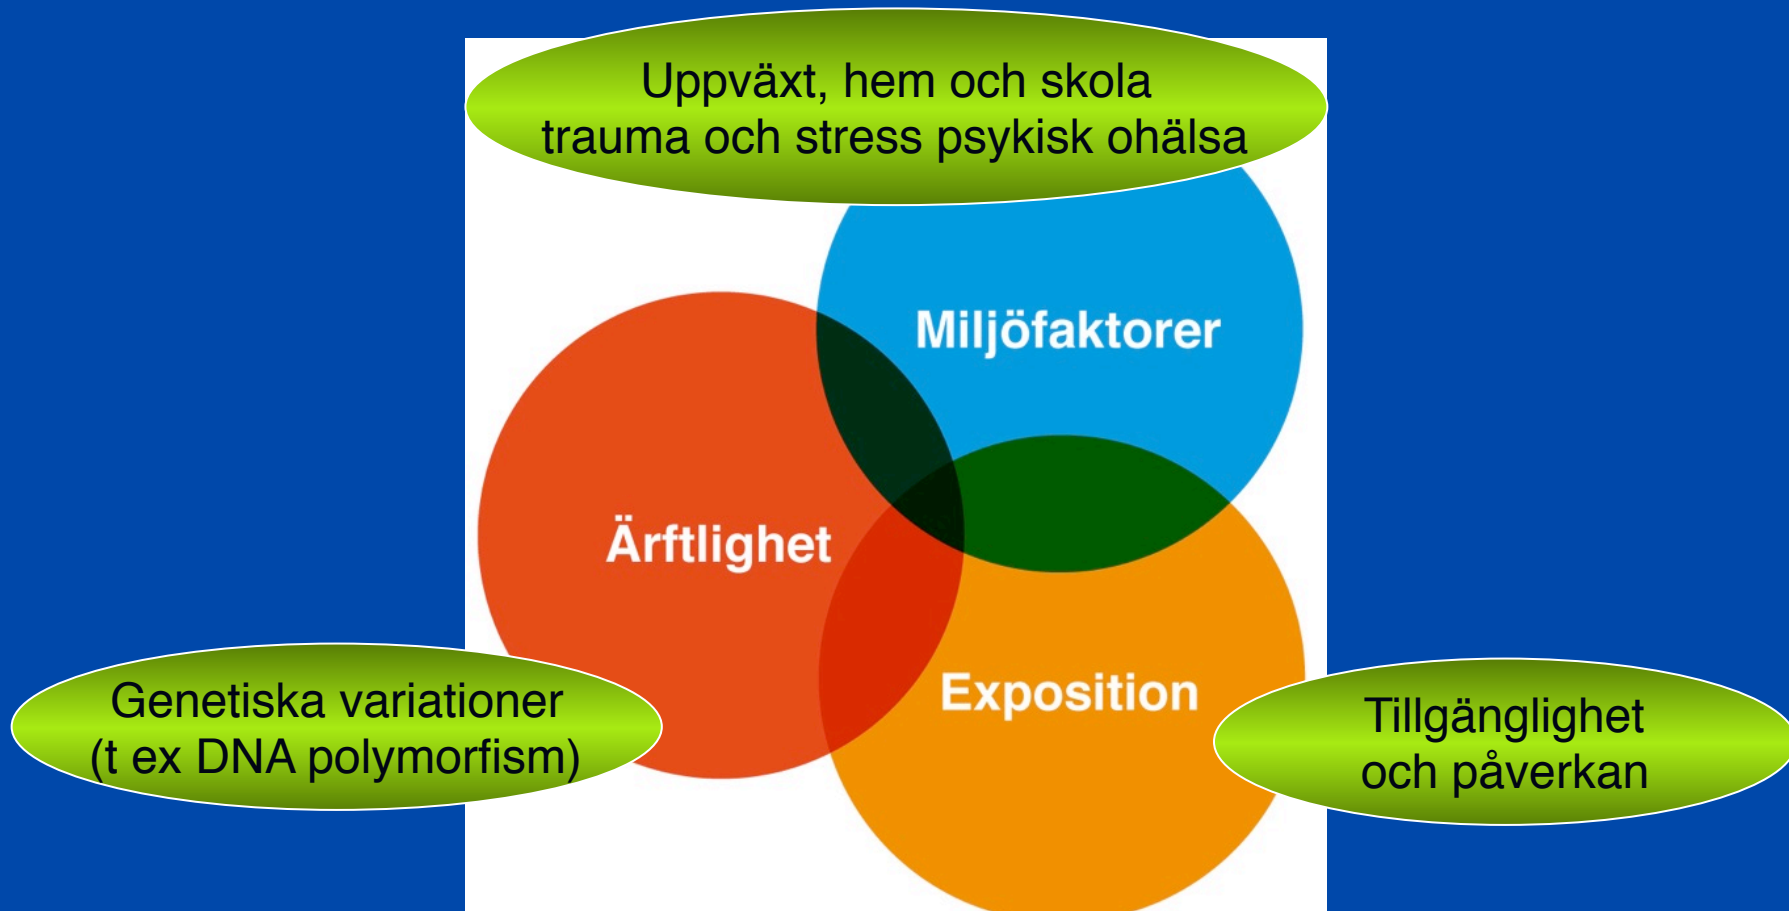 Uppväxt, hem och skola
trauma och stress psykisk ohälsa
Miljöfaktorer
Ärftlighet
Exposition
Genetiska variationer
(t ex DNA polymorfism)
Tillgänglighet
och påverkan